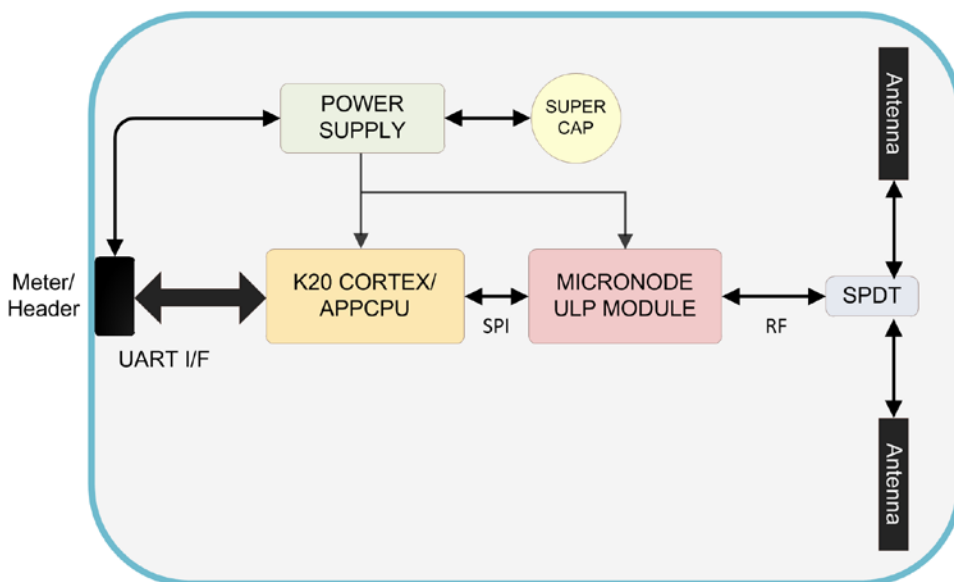 POWER
SUPPLY
SUPER
CAP
Antenna
Meter/
Header
K20 CORTEX/
APPCPU
MICRONODE
ULP MODULE
SPDT
SPI
RF
UART I/F
Antenna